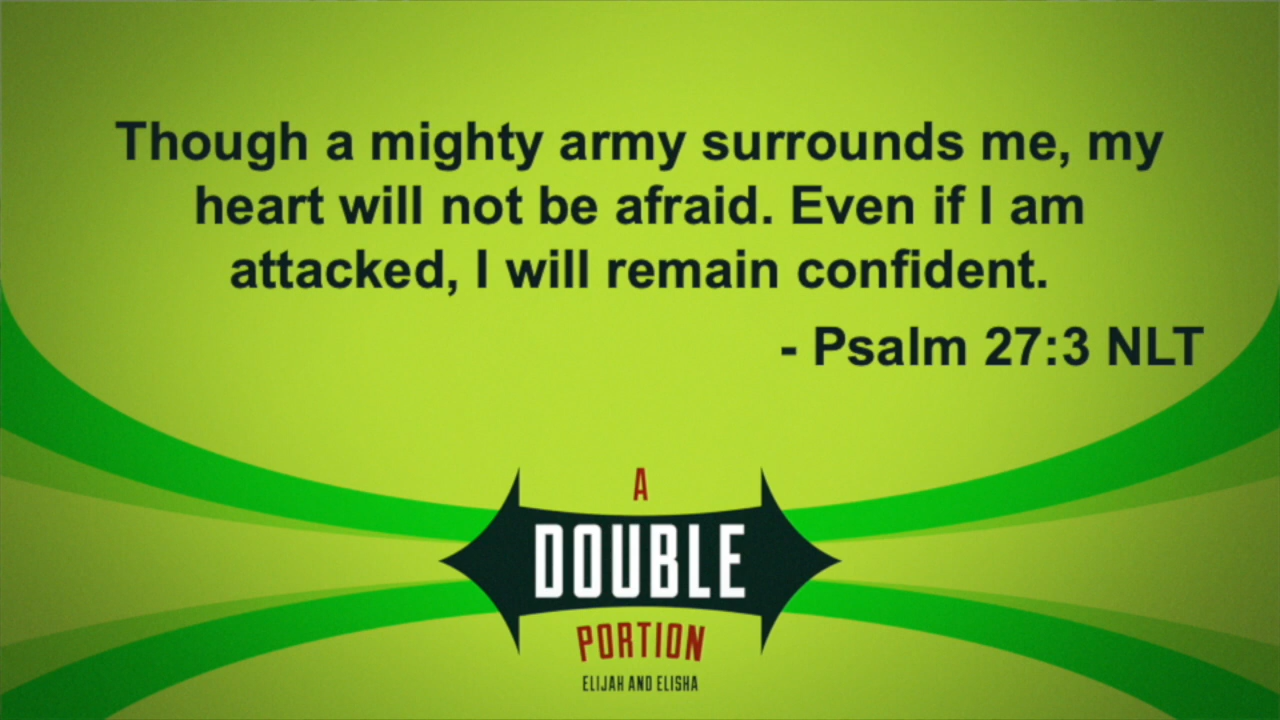 Though a mighty army surrounds me, my
heart will not be afraid. Even if I am
attacked, I will remain confident.
- Psalm 27:3 NLT
A
DOUBLE
PORTION
ELIJAH AND ELISHA